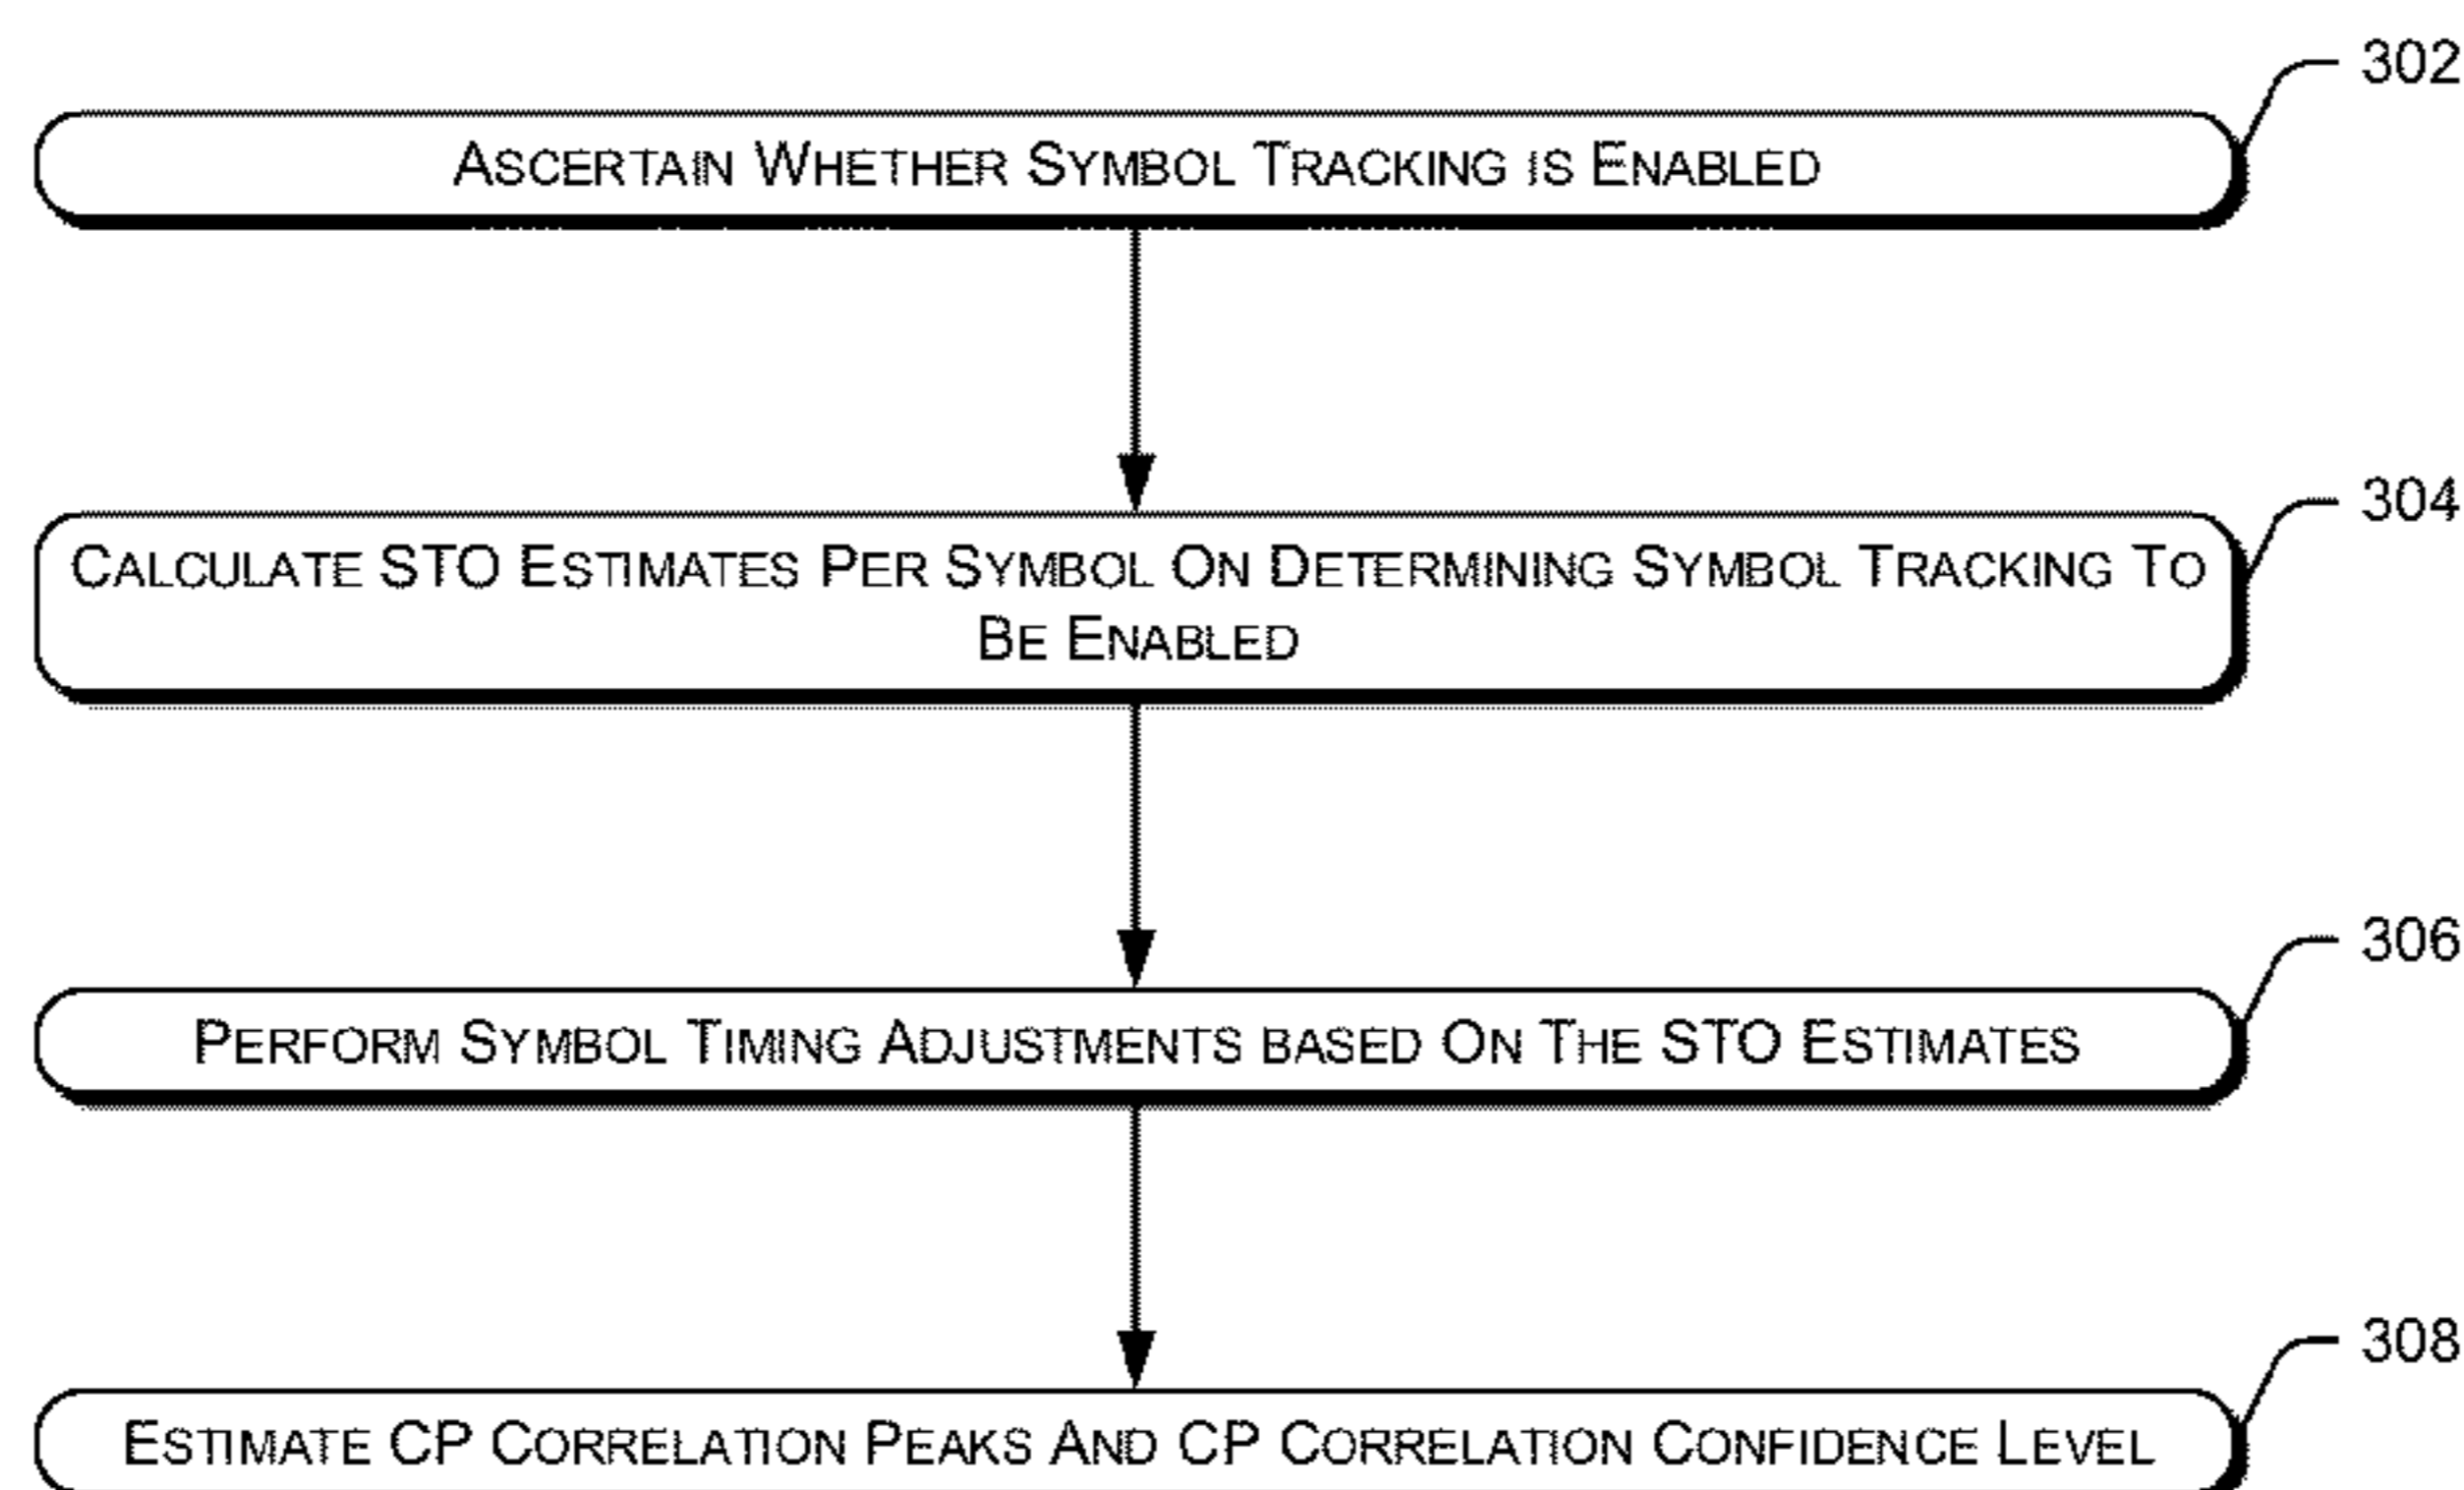 302
ASCERTAIN WHETHER SYMBOL TRACKING IS ENABLED
304
CALCULATE STO ESTIMATES PER SYMBOL ON DETERMINING SYMBOL TRACKING TO
BE ENABLED
306
PERFORM SYMBOL TIMING ADJUSTMENTS BASED ON THE STO ESTIMATES
308
ESTIMATE CP CORRELATION PEAKS AND CP CORRELATION CONFIDENCE LEVEL